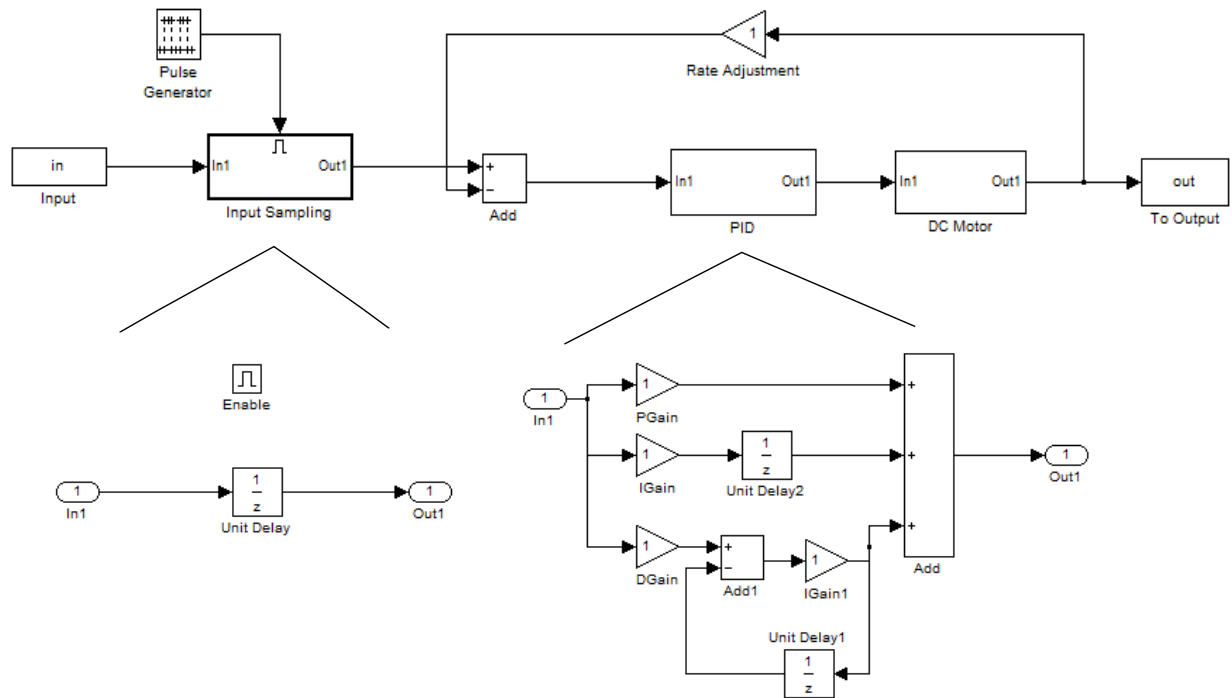 Pulse
Generator
1
Rate Adjustment
in
Input
In1
Out1
Input Sampling
+
−
Add
In1
Out1
PID
In1
Out1
DC Motor
out
To Output
Enable
1
In1
1
z
Unit Delay
1
Out1
1
In1
1
PGain
1
IGain
1
z
Unit Delay2
1
DGain
+
−
Add1
1
IGain1
Unit Delay1
1
z
+
+
+
Add
1
Out1